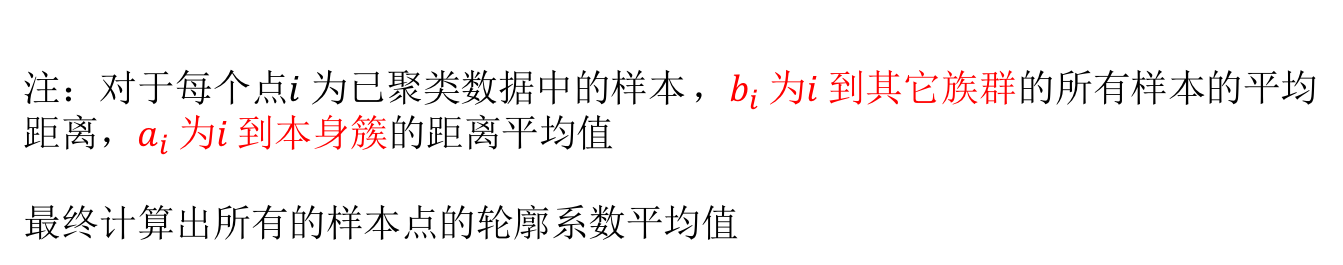 注：对于每个点i 为已聚类数据中的样本，b_i 为i 到其它族群的所有样本的平均
距离，a_i 为i 到本身簇的距离平均值
最终计算出所有的样本点的轮廓系数平均值